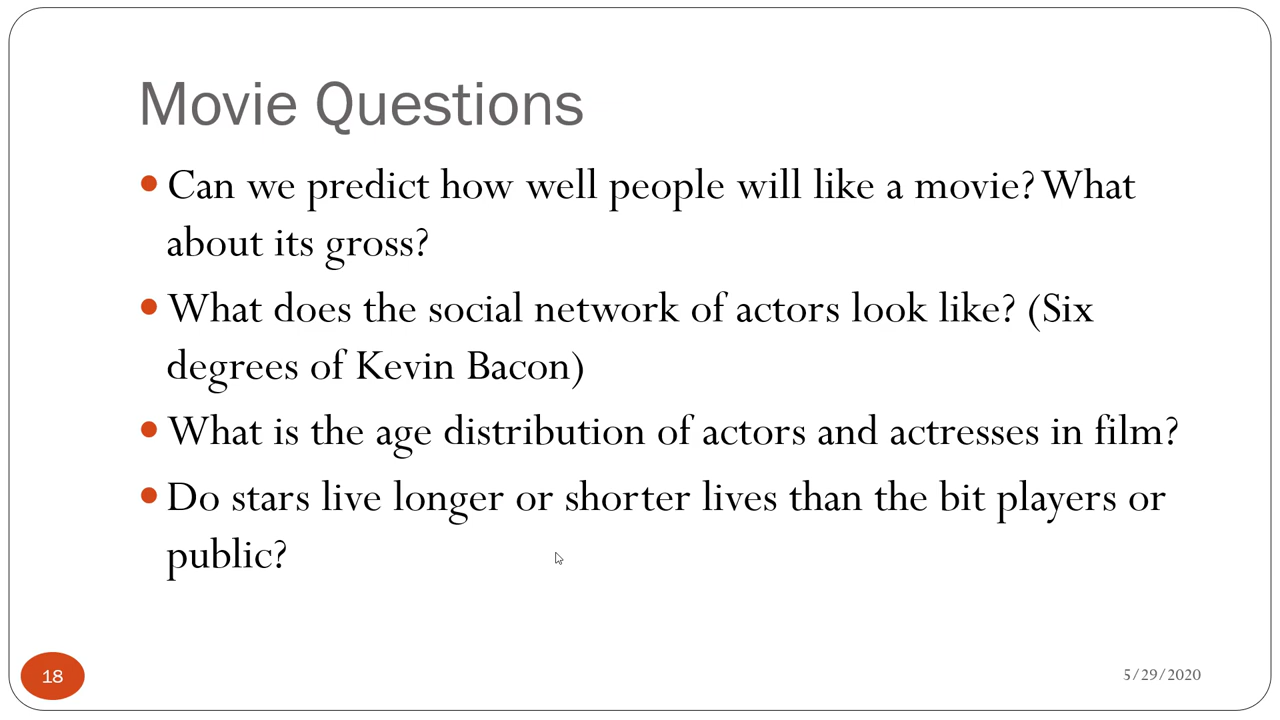 Movie Questions
• Can we predict how well people will like a movie? What
about its gross?
• What does the social network of actors look like? (Six
degrees of Kevin Bacon)
• What is the age distribution of actors and actresses in film?
• Do stars live longer or shorter lives than the bit players or
public?
18
5/29/2020